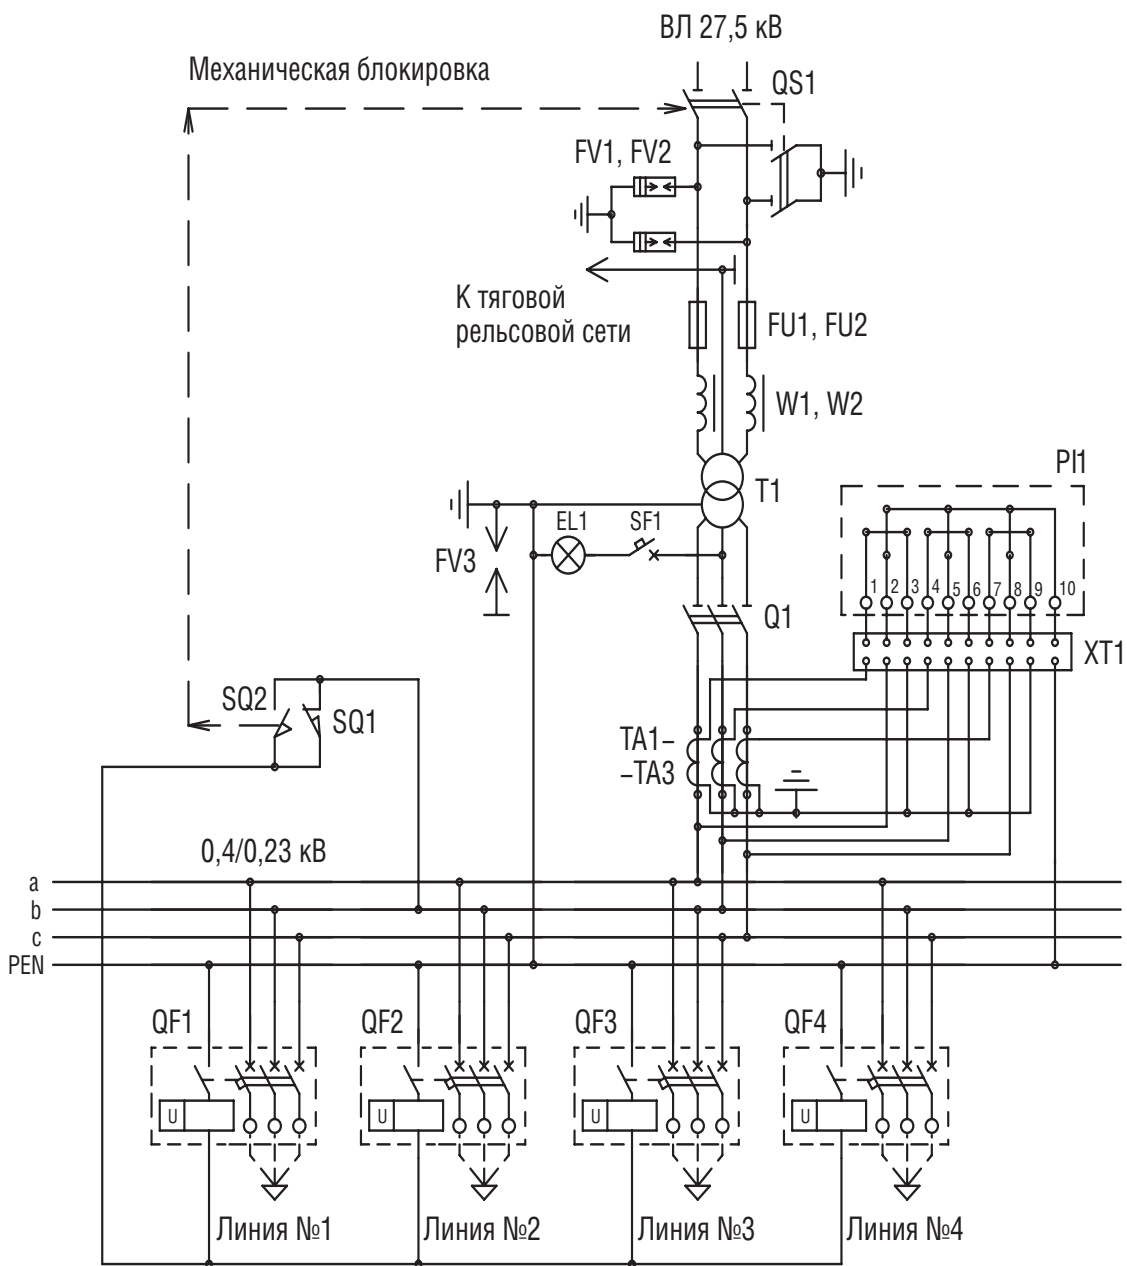 ВЛ 27,5 кВ
Механическая блокировка
QS1
FV1, FV2
К тяговой
рельсовой сети
FU1, FU2
W1, W2
PI1
T1
EL1
SF1
FV3
1
2
3
4
5
6
7
8
9
10
Q1
XT1
SQ2
SQ1
TA1–
–TA3
0,4/0,23 кВ
a
b
c
PEN
QF1
QF2
QF3
QF4
U
U
U
U
Линия №1
Линия №2
Линия №3
Линия №4